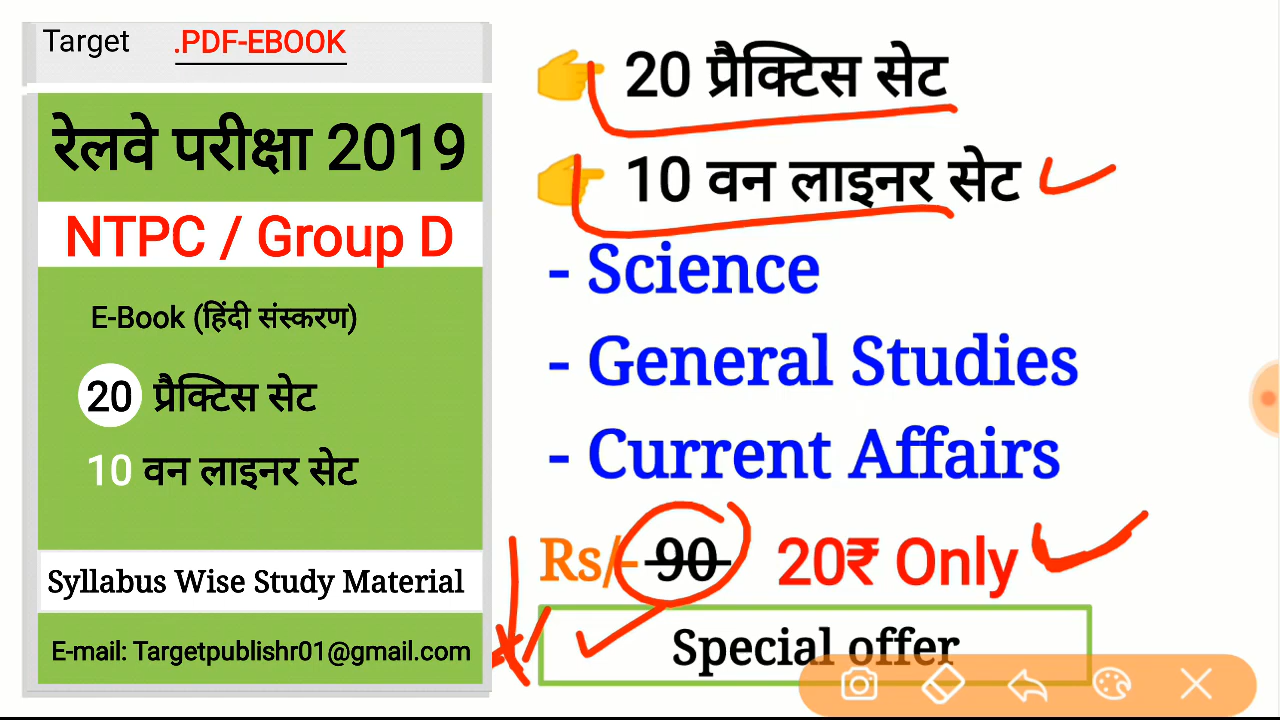 Target .PDF-EBOOK
रेलवे परीक्षा 2019
NTPC / Group D
E-Book (हिंदी संस्करण)
20 प्रैक्टिस सेट
10 वन लाइनर सेट
Syllabus Wise Study Material
E-mail: Targetpublishr01@gmail.com
20 प्रैक्टिस सेट
10 वन लाइनर सेट
- Science
- General Studies
- Current Affairs
Rs/- 90 20₹ Only
Special offer